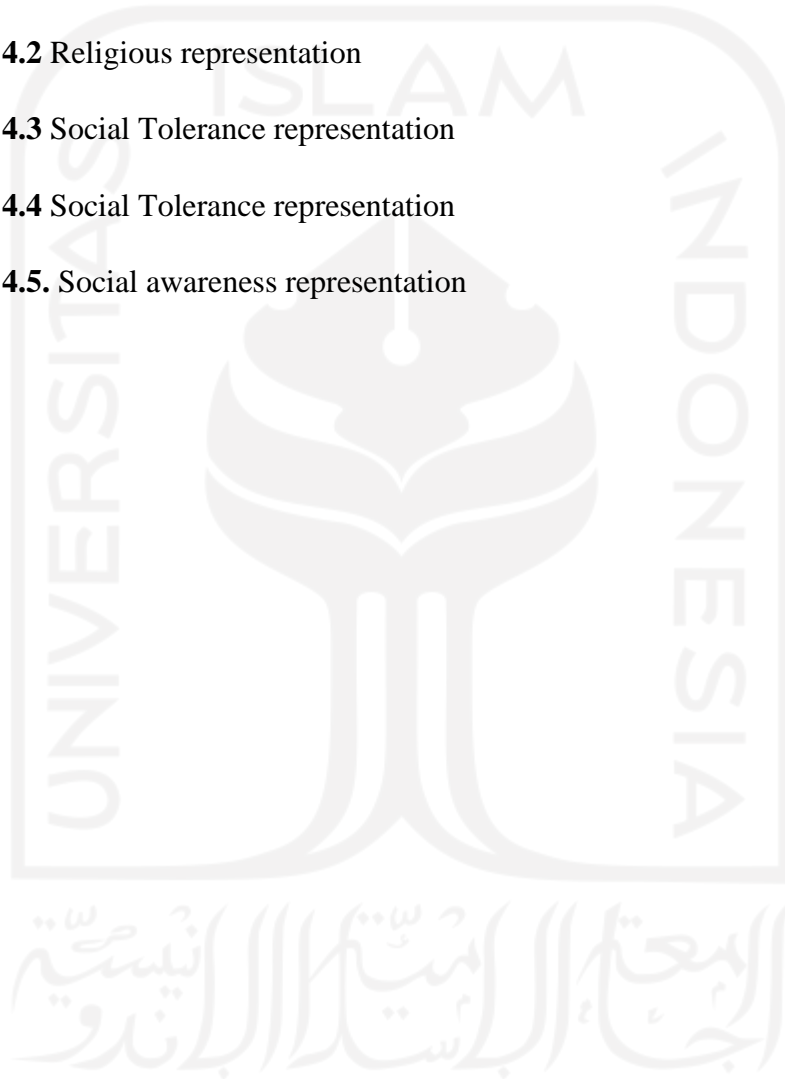 4.2 Religious representation
4.3 Social Tolerance representation
4.4 Social Tolerance representation
4.5. Social awareness representation
UNIVERSITAS
ISLAM
INDONESIA